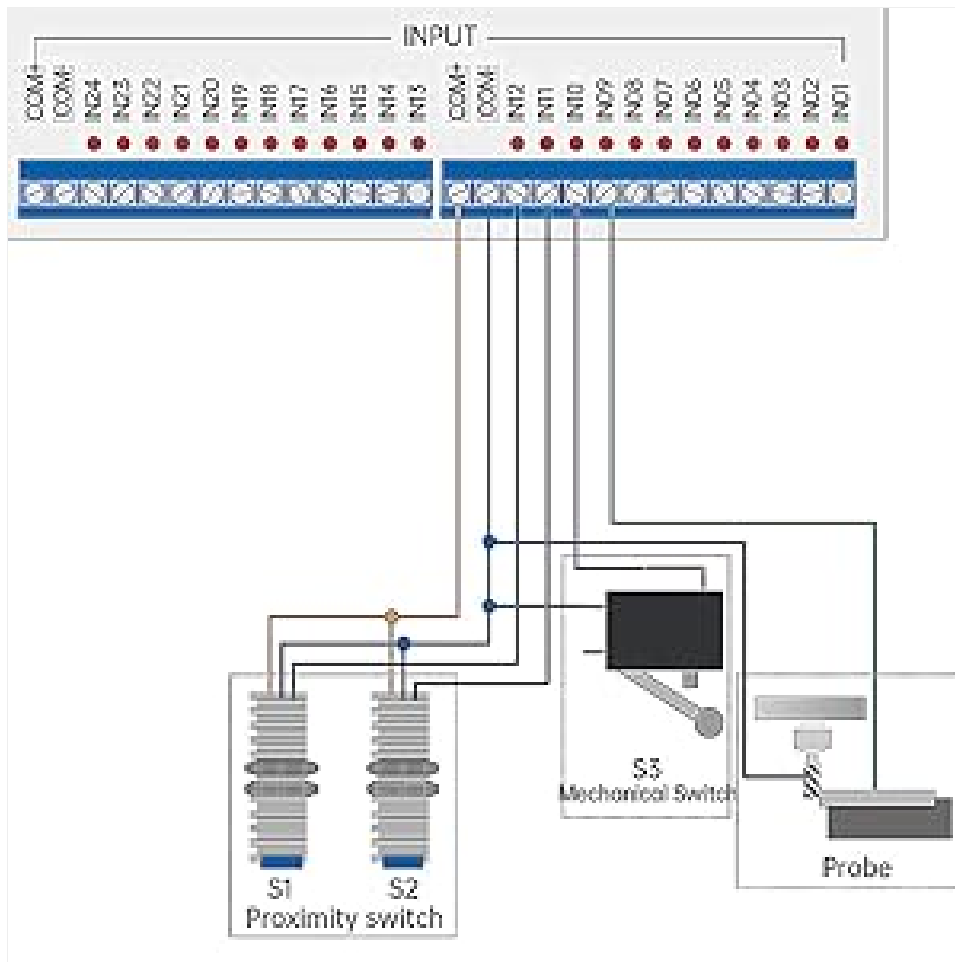 INPUT
COM+ COM- IN24 IN23 IN22 IN21 IN20 IN19 IN18 IN17 IN16 IN15 IN14 IN13 COM+ COM- IN12 IN11 IN10 IN09 IN08 IN07 IN06 IN05 IN04 IN03 IN02 IN01
S3
Mechanical Switch
Probe
S1 S2
Proximity switch